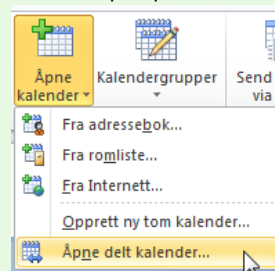 Åpne kalender
Kalendergrupper
Send
via
Fra adressebok...
Fra romliste...
Fra Internett...
Opprett ny tom kalender...
Åpne delt kalender...